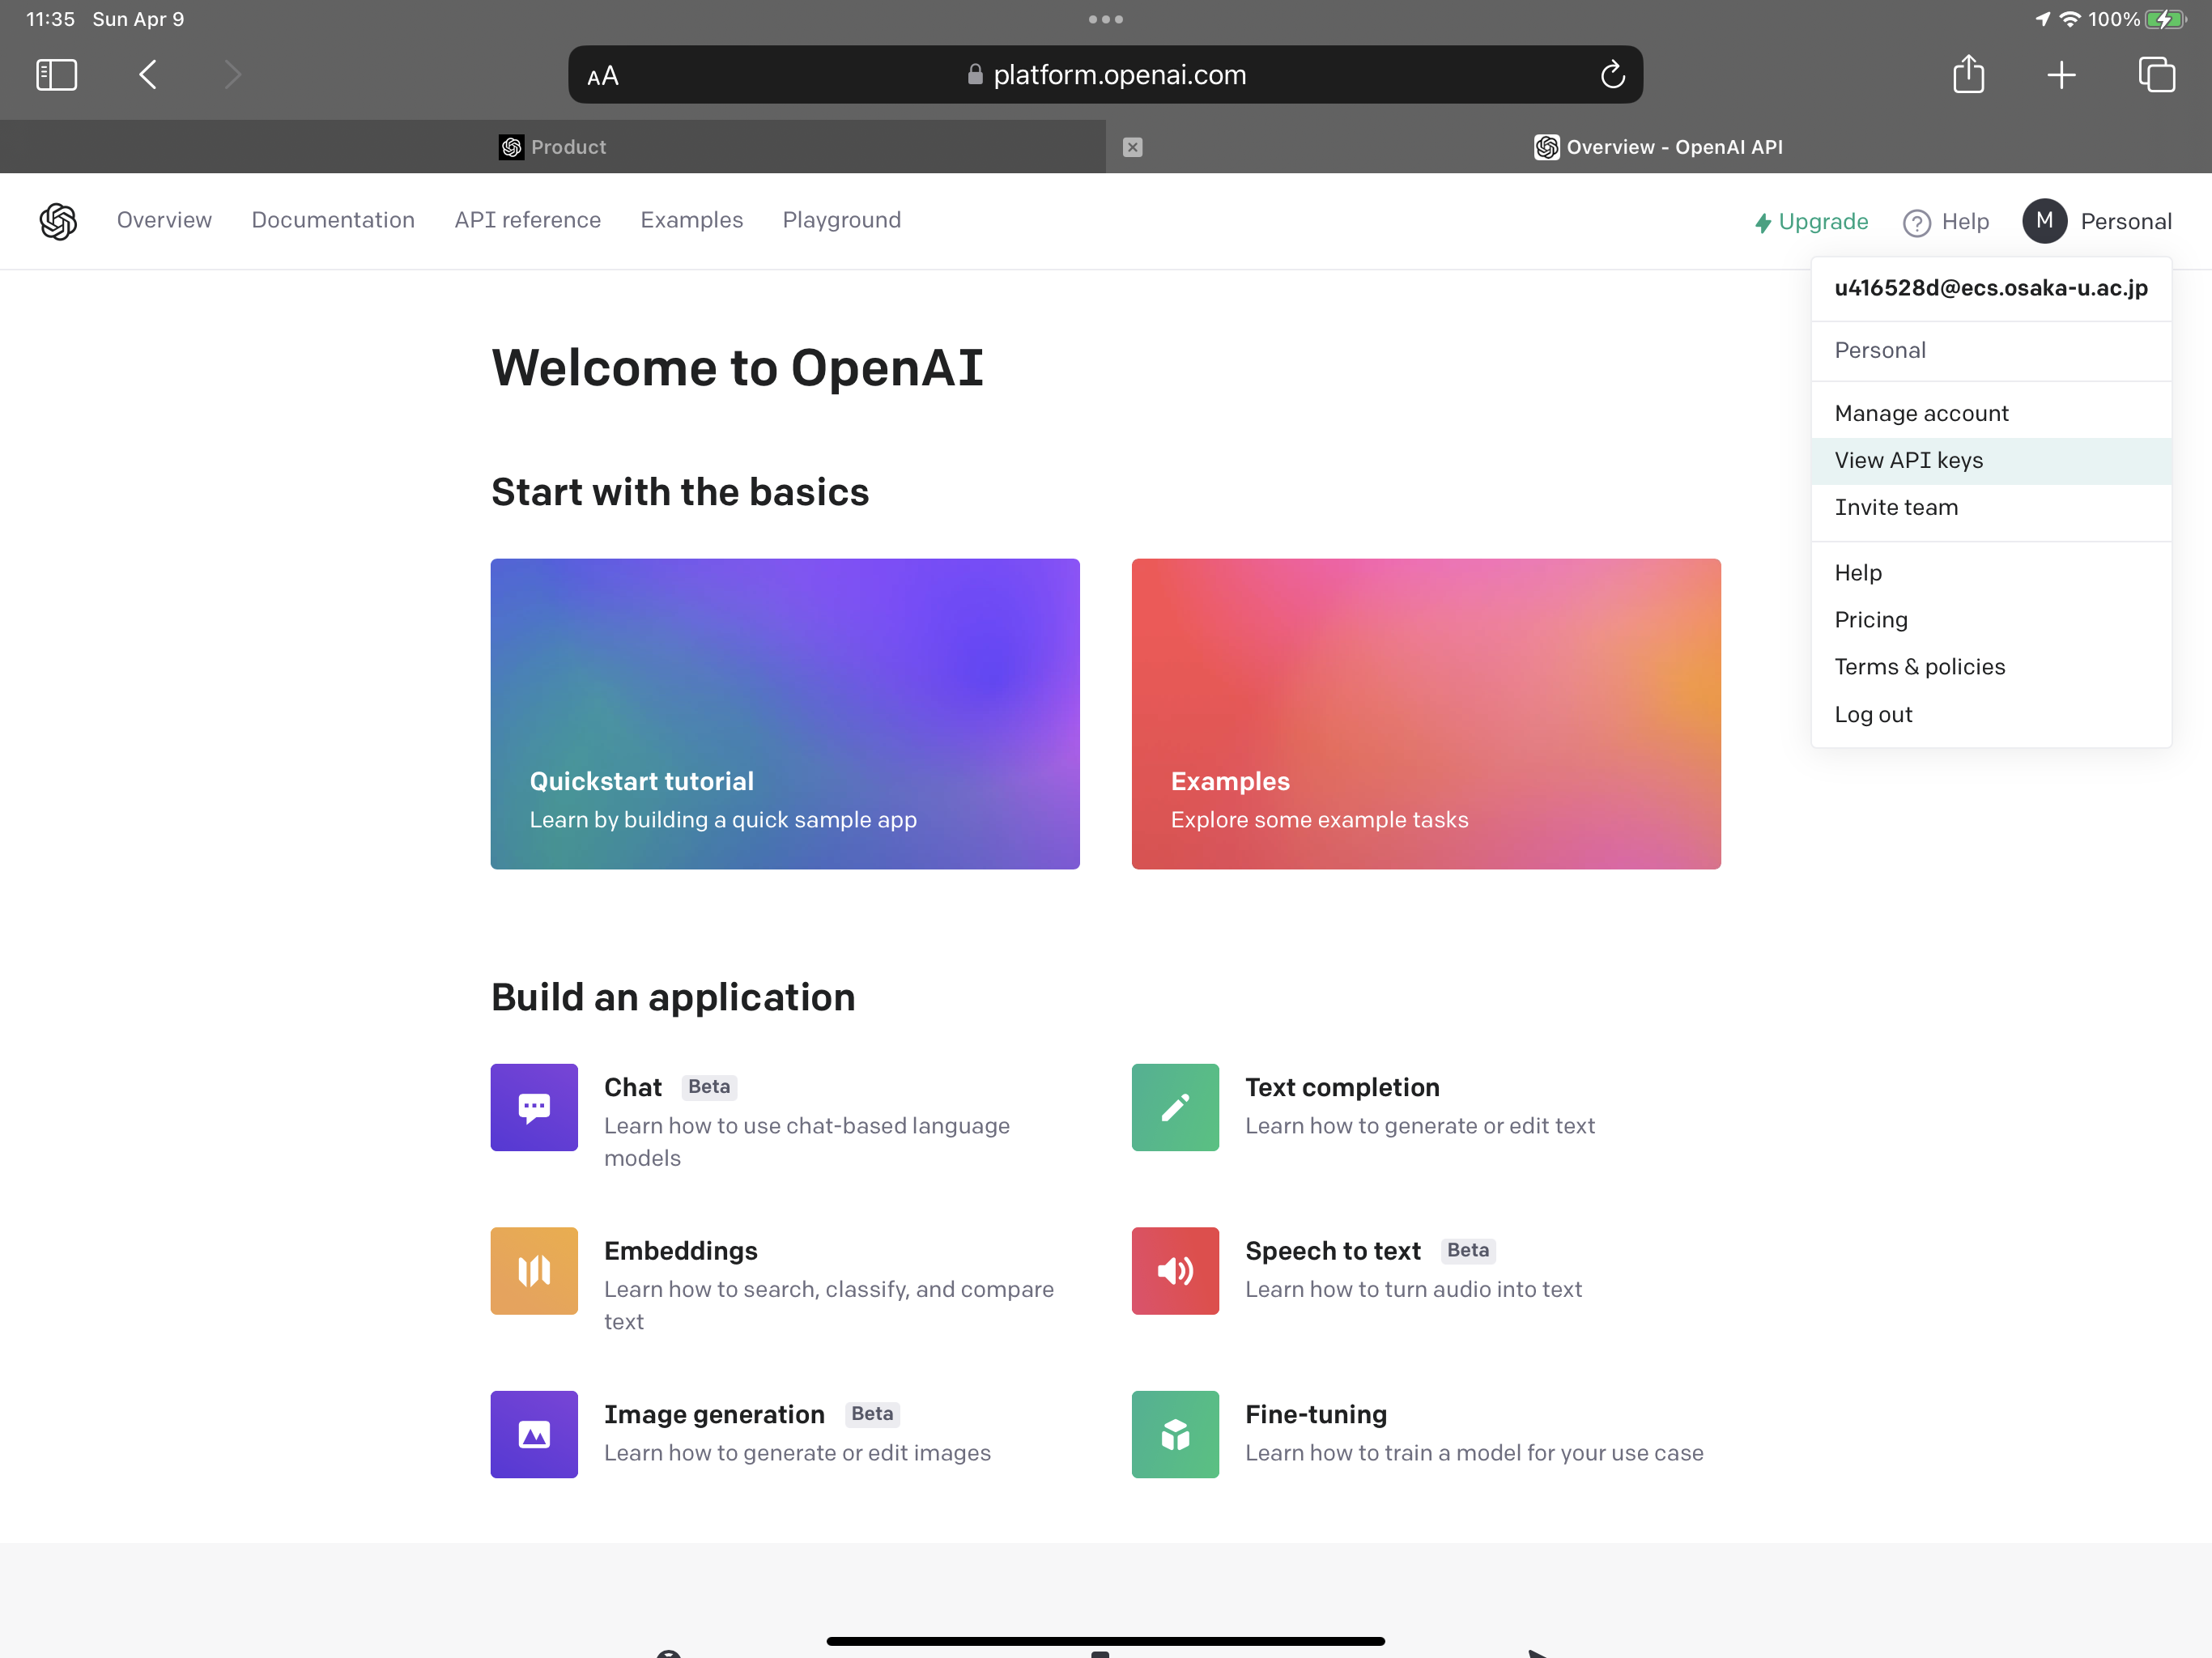 11:35 Sun Apr 9
100%
AA
platform.openai.com
Product
Overview - OpenAI API
Overview Documentation API reference Examples Playground
Upgrade
? Help
M Personal
u416528d@ecs.osaka-u.ac.jp
Personal
Manage account
View API keys
Invite team
Help
Pricing
Terms & policies
Log out
Welcome to OpenAI
Start with the basics
Quickstart tutorial
Learn by building a quick sample app
Examples
Explore some example tasks
Build an application
Chat Beta
Learn how to use chat-based language
models
Text completion
Learn how to generate or edit text
Embeddings
Learn how to search, classify, and compare
text
Speech to text Beta
Learn how to turn audio into text
Image generation Beta
Learn how to generate or edit images
Fine-tuning
Learn how to train a model for your use case